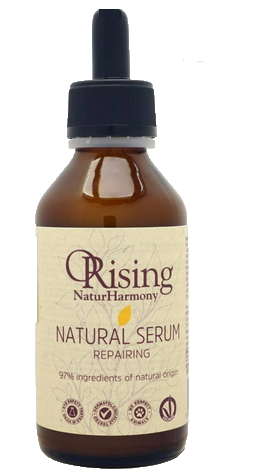 ORising
NaturHarmony
NATURAL SERUM
REPAIRING
97% ingredients of natural origin